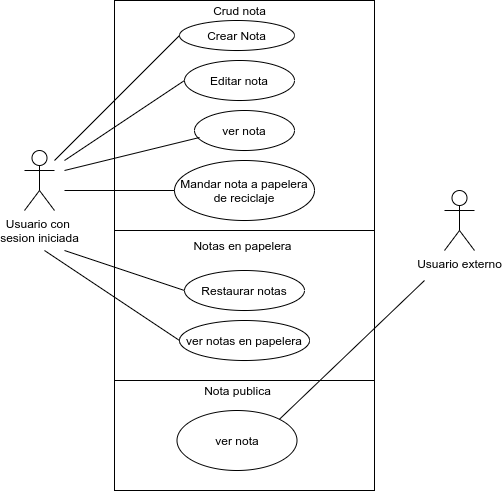 Crud nota
Crear Nota
Editar nota
ver nota
Mandar nota a papelera
de reciclaje
Usuario con
sesion iniciada
Notas en papelera
Usuario externo
Restaurar notas
ver notas en papelera
Nota publica
ver nota